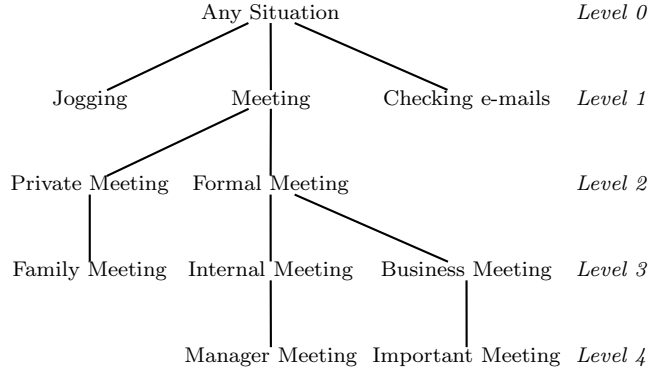 Any Situation Level 0
Jogging Meeting Checking e-mails Level 1
Private Meeting Formal Meeting Level 2
Family Meeting Internal Meeting Business Meeting Level 3
Manager Meeting Important Meeting Level 4